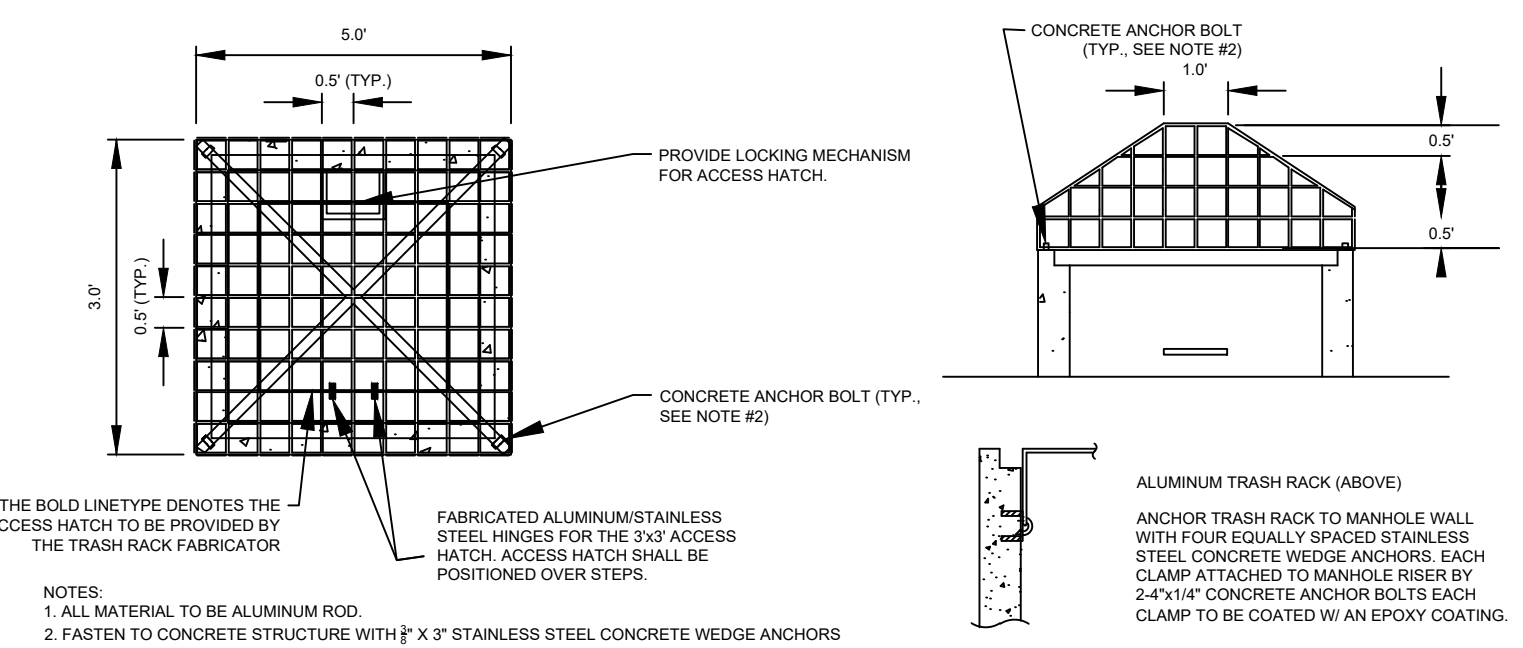 5.0'
0.5' (TYP.)
3.0'
0.5' (TYP.)
PROVIDE LOCKING MECHANISM
FOR ACCESS HATCH.
CONCRETE ANCHOR BOLT (TYP.,
SEE NOTE #2)
THE BOLD LINETYPE DENOTES THE
CCESS HATCH TO BE PROVIDED BY
THE TRASH RACK FABRICATOR
FABRICATED ALUMINUM/STAINLESS
STEEL HINGES FOR THE 3'x3' ACCESS
HATCH. ACCESS HATCH SHALL BE
POSITIONED OVER STEPS.
NOTES:
1. ALL MATERIAL TO BE ALUMINUM ROD.
2. FASTEN TO CONCRETE STRUCTURE WITH 3/8" X 3" STAINLESS STEEL CONCRETE WEDGE ANCHORS
CONCRETE ANCHOR BOLT
(TYP., SEE NOTE #2)
1.0'
0.5'
0.5'
ALUMINUM TRASH RACK (ABOVE)
ANCHOR TRASH RACK TO MANHOLE WALL
WITH FOUR EQUALLY SPACED STAINLESS
STEEL CONCRETE WEDGE ANCHORS. EACH
CLAMP ATTACHED TO MANHOLE RISER BY
2-4"x1/4" CONCRETE ANCHOR BOLTS EACH
CLAMP TO BE COATED W/ AN EPOXY COATING.